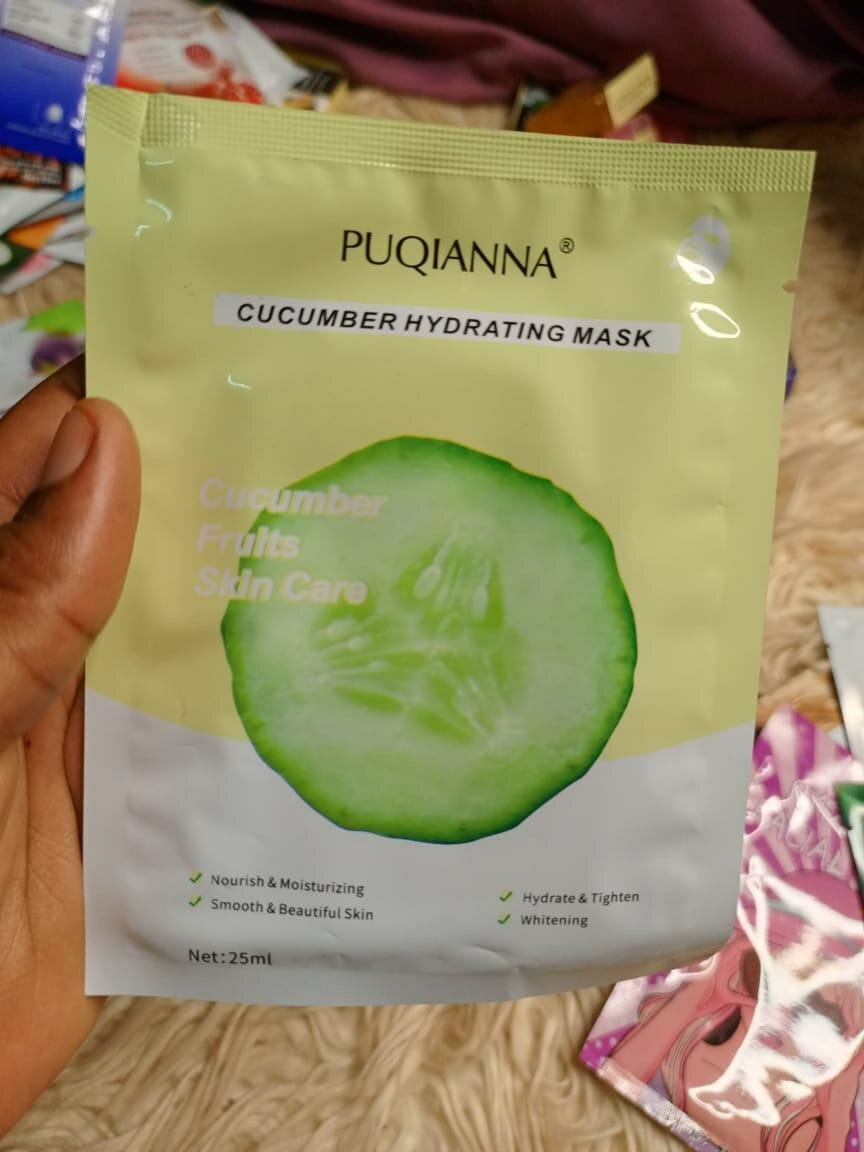 PUQIANNA®
CUCUMBER HYDRATING MASK
Cucumber
Fruits
Skin Care
✓ Nourish & Moisturizing
✓ Smooth & Beautiful Skin
✓ Hydrate & Tighten
✓ Whitening
Net:25ml